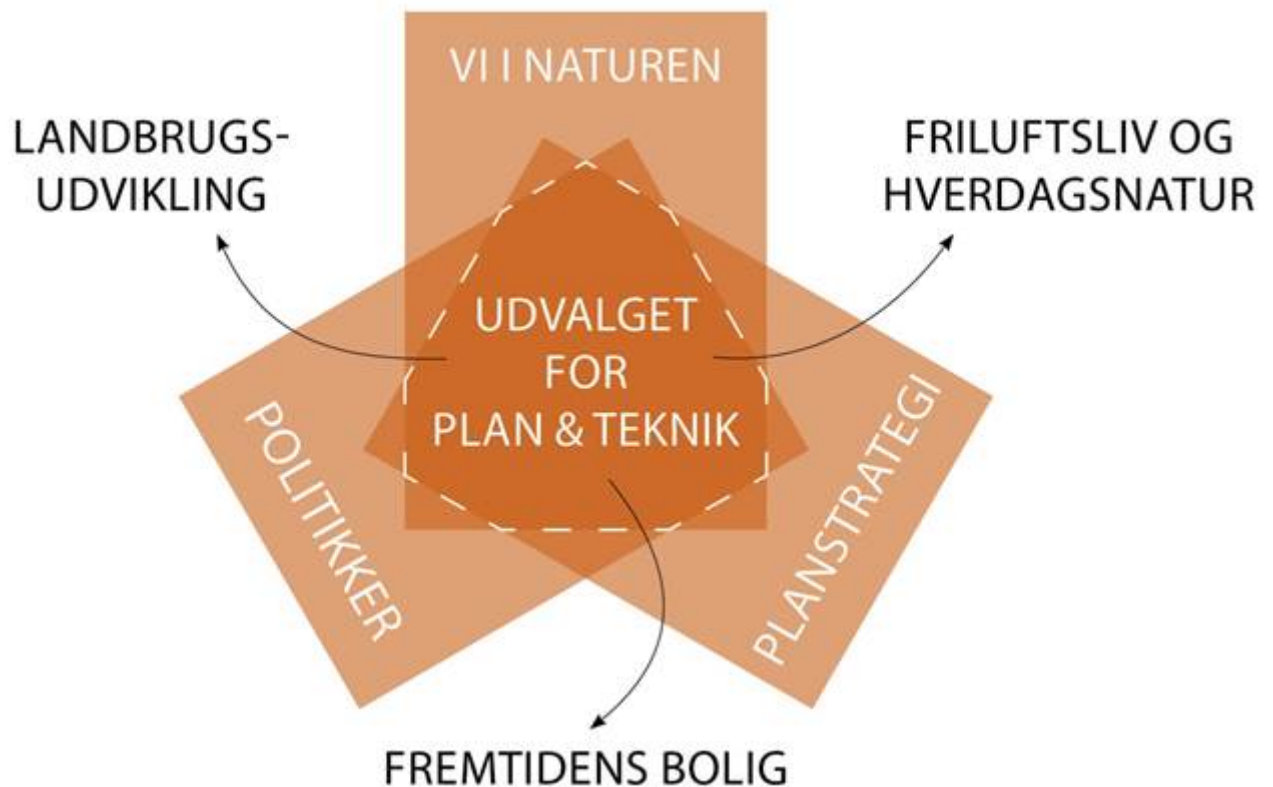 VI I NATUREN
LANDBRUGS-
UDVIKLING
FRILUFTSLIV OG
HVERDAGSNATUR
UDVALGET
FOR
PLAN & TEKNIK
POLITIKKER
PLANSTRATEGI
FREMTIDENS BOLIG